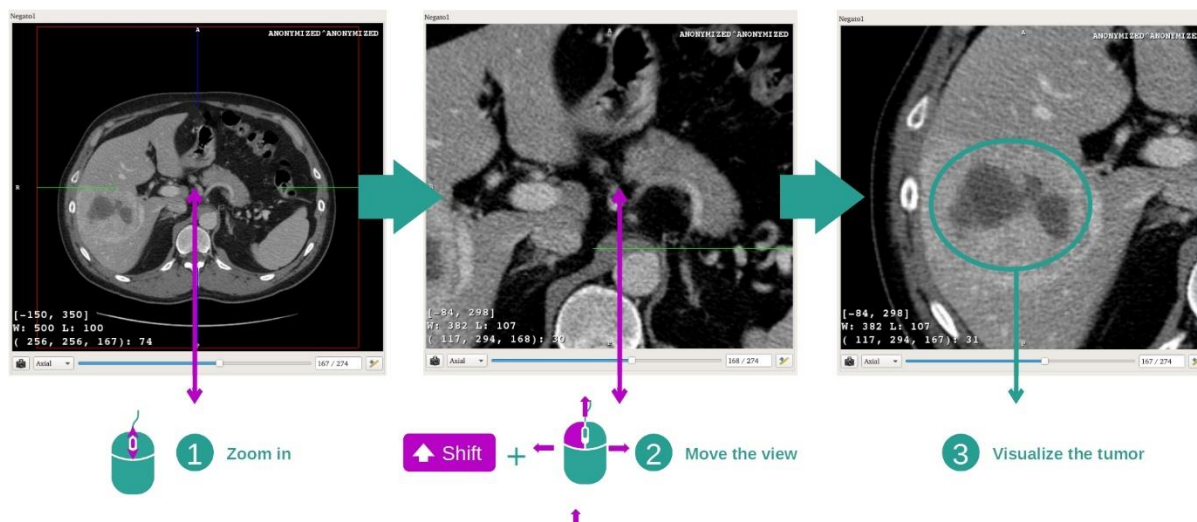 Negato1
A
ANONYMIZED^ANONYMIZED
R
[-150, 350]
W: 500 L: 100
( 256, 256, 167): 74
P
Axial
167 / 274
Negato1
A
ANONYMIZED^ANONYMIZED
[-84, 298]
W: 382 L: 107
( 117, 294, 168): 30
P
Axial
168 / 274
Negato1
A
ANONYMIZED^ANONYMIZED
[-84, 298]
W: 382 L: 107
( 117, 294, 167): 31
P
Axial
167 / 274
1 Zoom in
Shift + 2 Move the view
3 Visualize the tumor